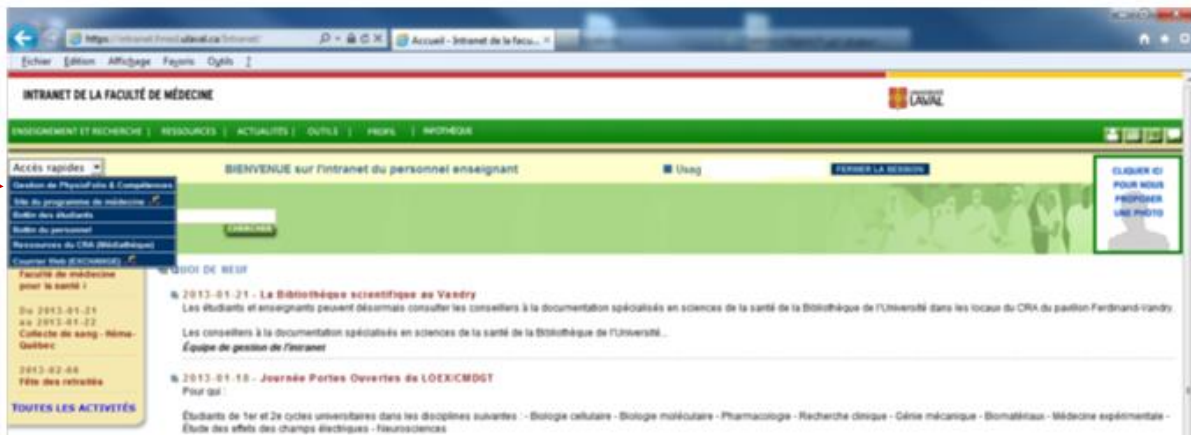 Accueil - Intranet de la facu...
Fichier Edition Affichage Favoris Outils ?
INTRANET DE LA FACULTÉ DE MÉDECINE
UNIVERSITÉ LAVAL
ENSEIGNEMENT ET RECHERCHE | RESSOURCES | ACTUALITÉS | OUTILS | PROFIL | INFOTHÈQUE
Accès rapides
BIENVENUE sur l'intranet du personnel enseignant
Usag
FERMER LA SESSION
CLIQUER ICI
POUR NOUS
PROPOSER
UNE PHOTO
Gestion de PhysioFolio & Compétences
Site du programme de médecine
Bottin des étudiants
Bottin du personnel
Ressources du CRA (Médiathèque)
Courrier Web (EXCHANGE)
CHERCHER
Faculté de médecine
pour la santé !
Du 2013-01-21
au 2013-01-22
Collecte de sang - Héma-
Québec
2013-02-08
Fête des retraités
TOUTES LES ACTIVITÉS
QUOI DE NEUF
2013-01-21 - La Bibliothèque scientifique au Vandry
Les étudiants et enseignants peuvent désormais consulter les conseillers à la documentation spécialisés en sciences de la santé de la Bibliothèque de l'Université dans les locaux du CRA du pavillon Ferdinand-Vandry.
Les conseillers à la documentation spécialisés en sciences de la santé de la Bibliothèque de l'Université...
Équipe de gestion de l'intranet
2013-01-18 - Journée Portes Ouvertes du LOEX/CMDGT
Pour qui :
Étudiants de 1er et 2e cycles universitaires dans les disciplines suivantes : - Biologie cellulaire - Biologie moléculaire - Pharmacologie - Recherche clinique - Génie mécanique - Biomatériaux - Médecine expérimentale -
Étude des effets des champs électriques - Neurosciences